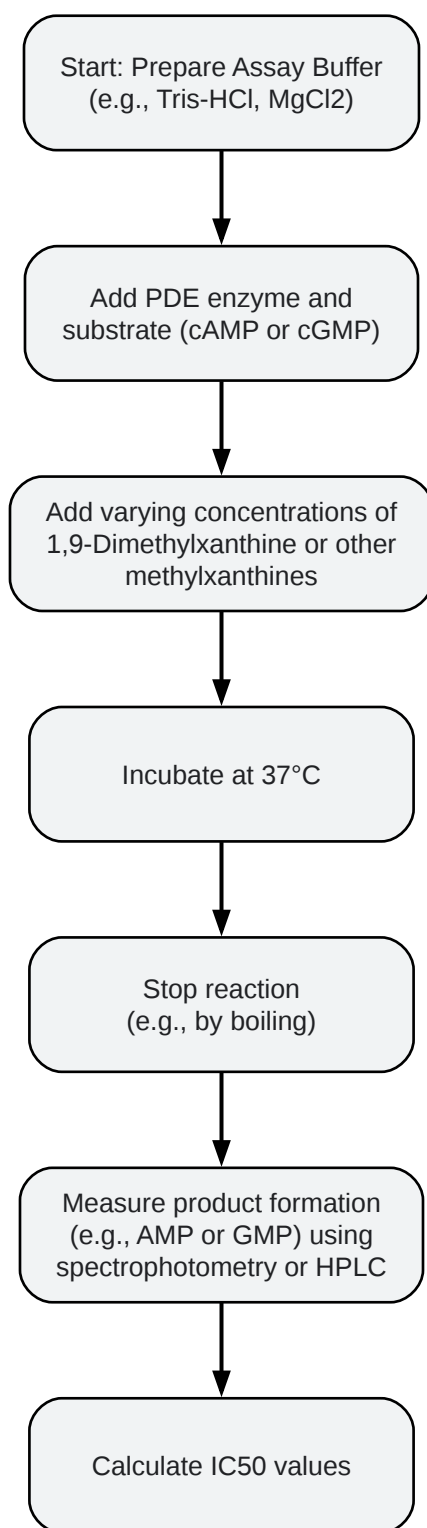 Start: Prepare Assay Buffer
(e.g., Tris-HCl, MgCl2)
Add PDE enzyme and
substrate (cAMP or cGMP)
Add varying concentrations of
1,9-Dimethylxanthine or other
methylxanthines
Incubate at 37°C
Stop reaction
(e.g., by boiling)
Measure product formation
(e.g., AMP or GMP) using
spectrophotometry or HPLC
Calculate IC50 values